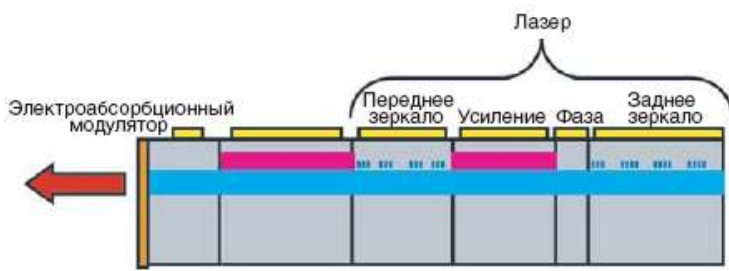 Лазер
Электроабсорбционный
модулятор
Переднее
зеркало
Усиление
Фаза
Заднее
зеркало